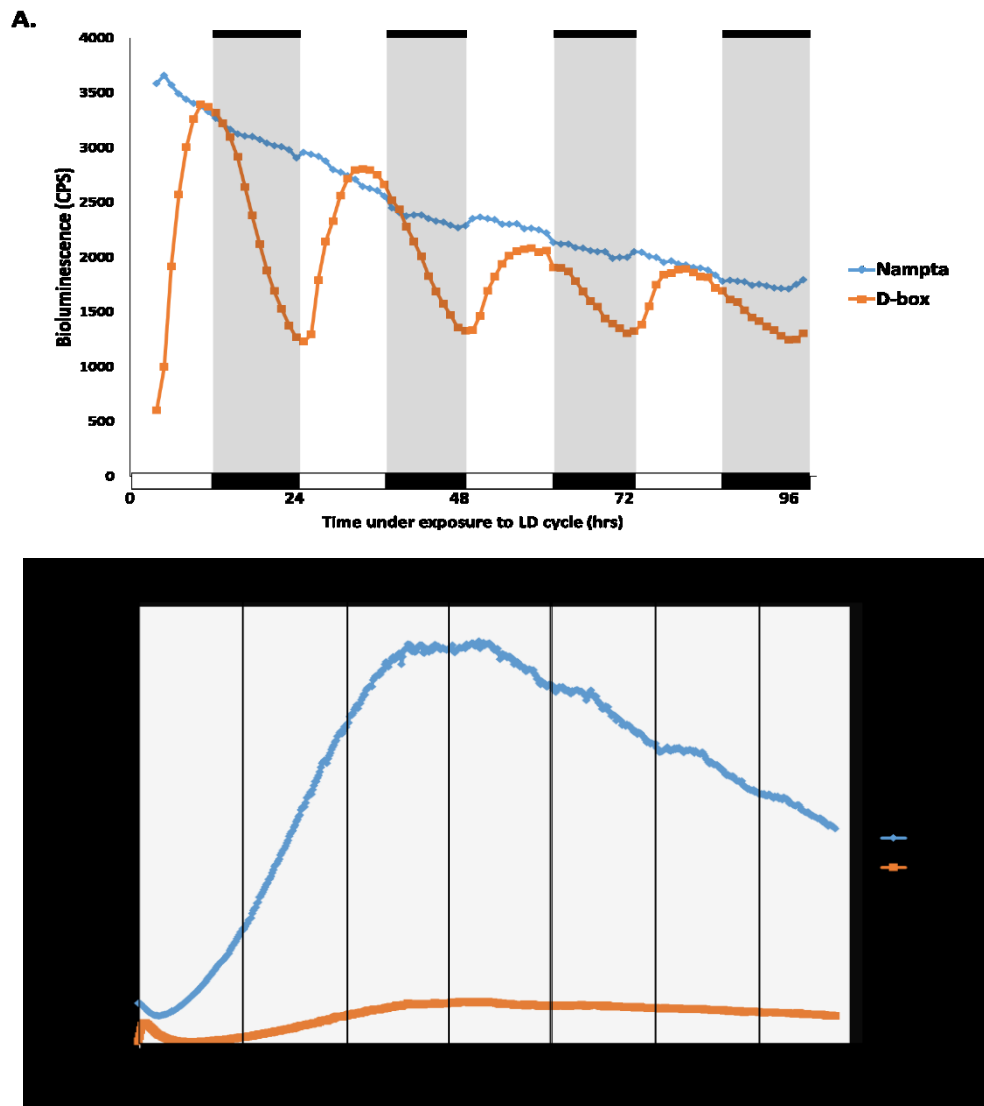 A.
4000
3500
3000
2500
2000
1500
1000
500
0
Bioluminescence (CPS)
0 24 48 72 96
Time under exposure to LD cycle (hrs)
Nampta
D-box